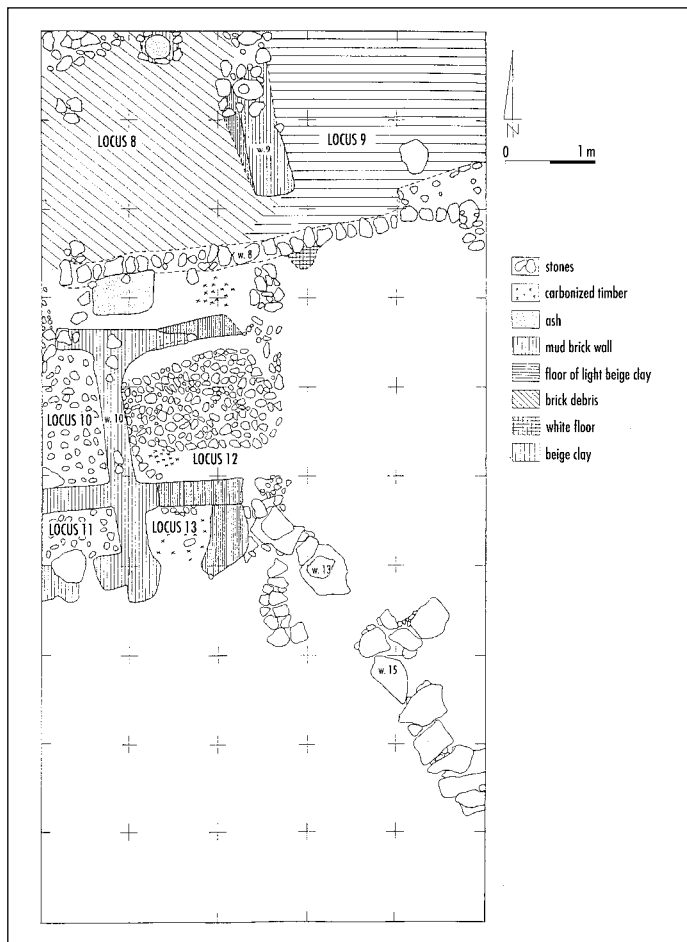 LOCUS 8
LOCUS 9
w. 9
N
0 1 m
w. 8
stones
carbonized timber
ash
mud brick wall
floor of light beige clay
brick debris
white floor
beige clay
LOCUS 10
w. 10
LOCUS 12
LOCUS 11
LOCUS 13
w. 13
w. 15